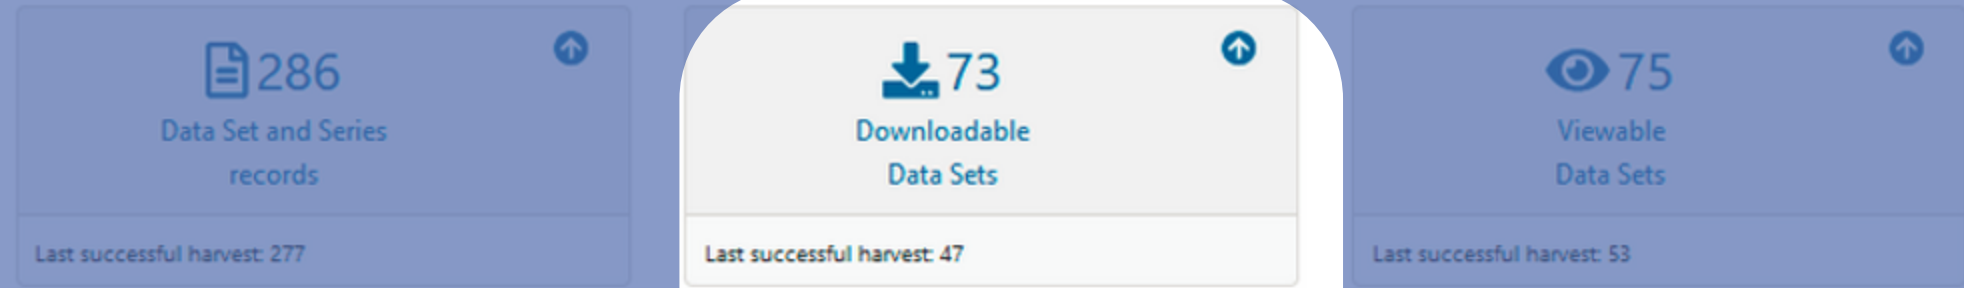 286
Data Set and Series
records
Last successful harvest: 277
73
Downloadable
Data Sets
Last successful harvest: 47
75
Viewable
Data Sets
Last successful harvest: 53